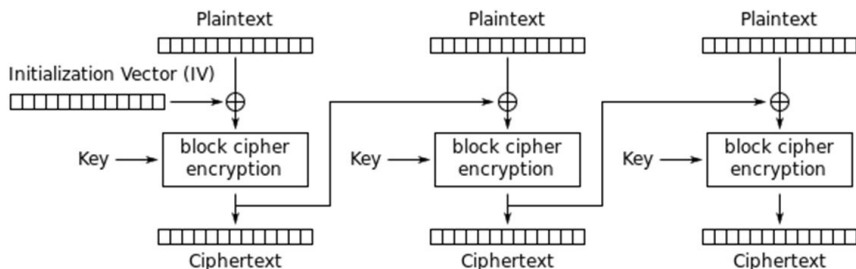 Plaintext
Plaintext
Plaintext
Initialization Vector (IV)
Key
block cipher
encryption
Key
block cipher
encryption
Key
block cipher
encryption
Ciphertext
Ciphertext
Ciphertext